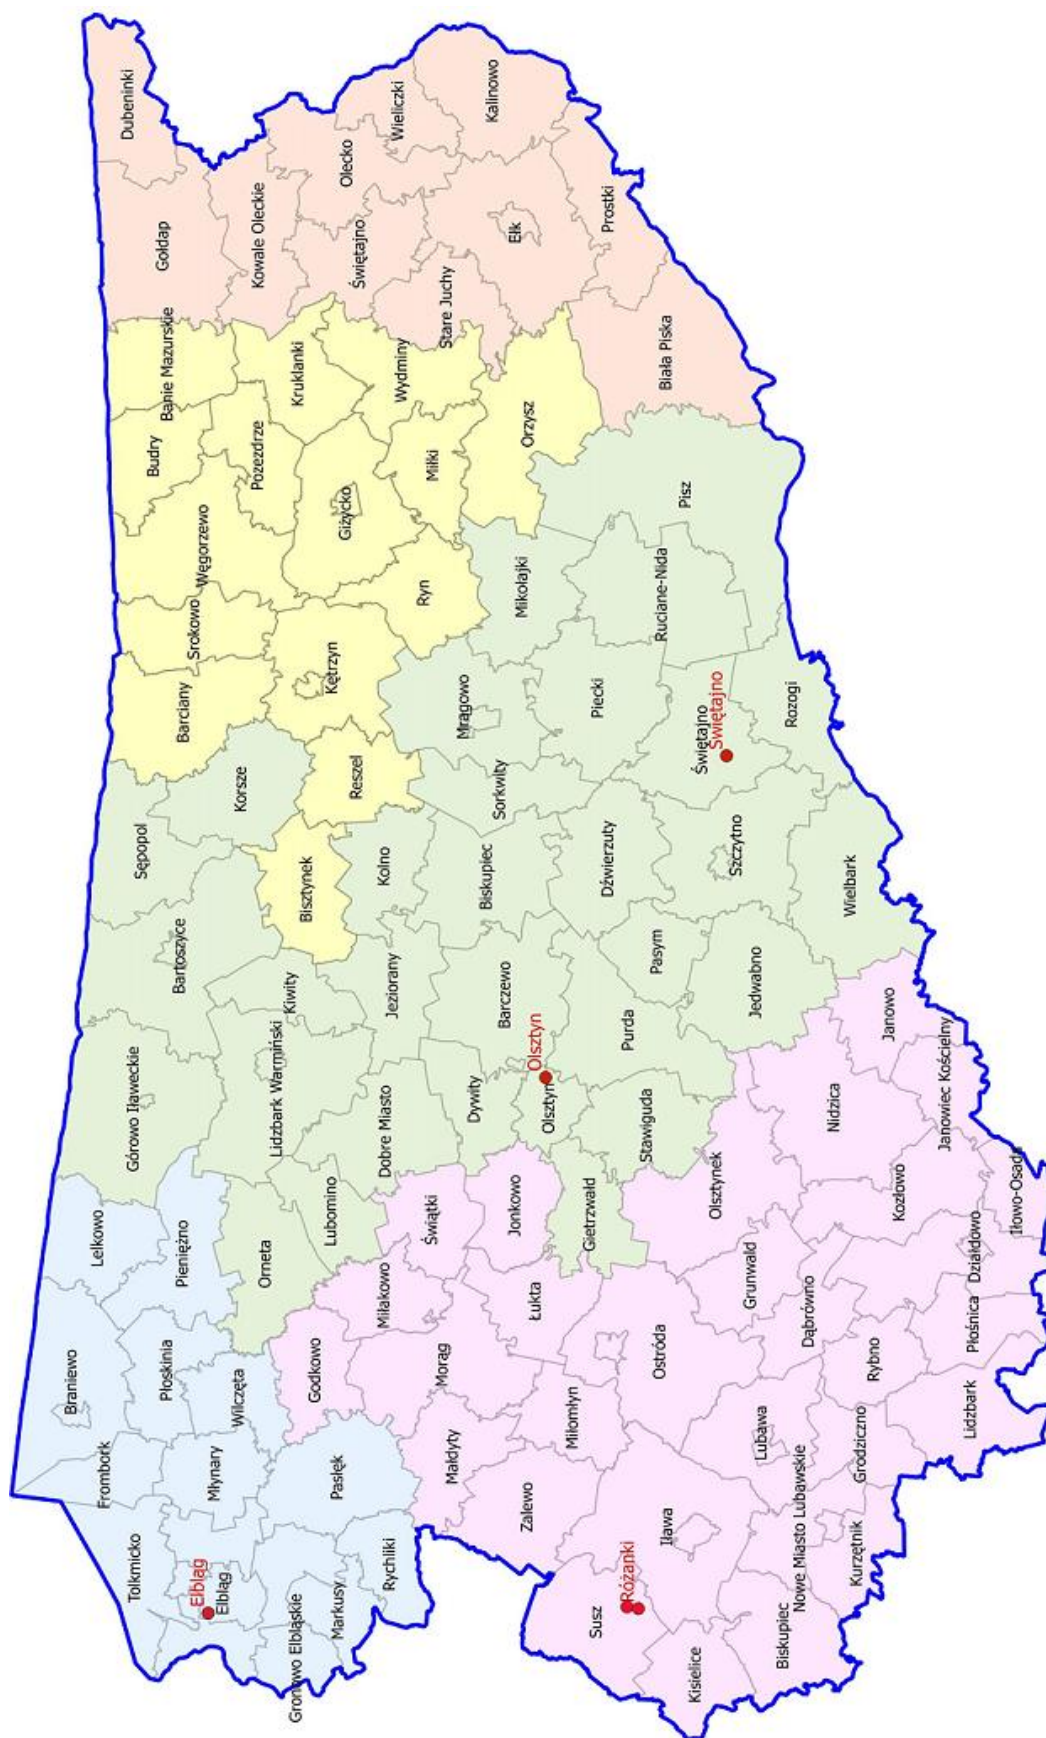 Dubeninki
Gołdap
Banie Mazurskie
Budry
Węgorzewo
Srokowo
Barciany
Sępopol
Bartoszyce
Górowo Iławeckie
Lelkowo
Braniewo
Frombork
Tolkmicko
Kowale Oleckie
Kruklanki
Pozezdrze
Giżycko
Kętrzyn
Korsze
Reszel
Bisztynek
Kiwity
Lidzbark Warmiński
Pieniężno
Orneta
Płoskinia
Wilczęta
Młynary
Elbląg
Elbląg
Olecko
Wieliczki
Świętajno
Stare Juchy
Wydminy
Miłki
Ryn
Kolno
Jeziorany
Dobre Miasto
Lubomino
Godkowo
Pasłęk
Gronowo Elbląskie
Markusy
Rychliki
Kalinowo
Ełk
Orzysz
Mikołajki
Mrągowo
Sorkwity
Biskupiec
Barczewo
Dywity
Świątki
Miłakowo
Morąg
Małdyty
Prostki
Biała Piska
Pisz
Ruciane-Nida
Piecki
Dźwierzuty
Pasym
Purda
Olsztyn
Olsztyn
Jonkowo
Gietrzwałd
Stawiguda
Łukta
Miłomłyn
Zalewo
Świętajno
Świętajno
Rozogi
Szczytno
Wielbark
Jedwabno
Olsztynek
Ostróda
Grunwald
Iława
Susz
Różanki
Kisielice
Janowo
Nidzica
Janowiec Kościelny
Kozłowo
Dąbrówno
Lubawa
Nowe Miasto Lubawskie
Biskupiec
Iłowo-Osada
Działdowo
Płośnica
Rybno
Grodziczno
Kurzętnik
Lidzbark